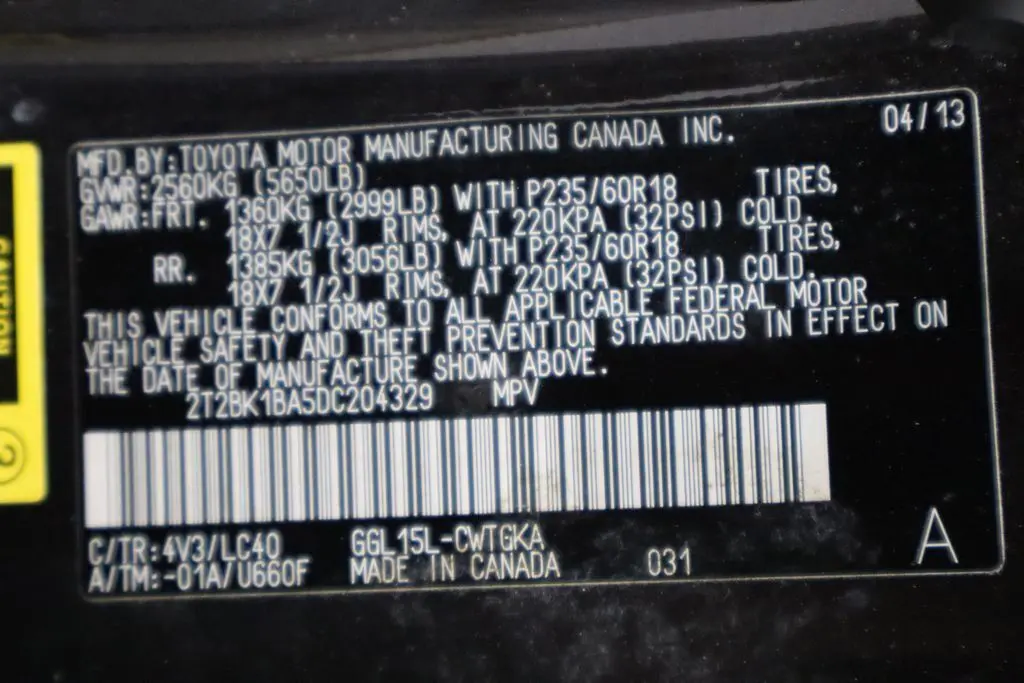 04/13
MFD.BY:TOYOTA MOTOR MANUFACTURING CANADA INC.
GVWR:2560KG (5650LB)
GAWR:FRT. 1360KG (2999LB) WITH P235/60R18 TIRES,
18X7 1/2J RIMS, AT 220KPA (32PSI) COLD.
RR. 1385KG (3056LB) WITH P235/60R18 TIRES,
18X7 1/2J RIMS, AT 220KPA (32PSI) COLD.
THIS VEHICLE CONFORMS TO ALL APPLICABLE FEDERAL MOTOR
VEHICLE SAFETY AND THEFT PREVENTION STANDARDS IN EFFECT ON
THE DATE OF MANUFACTURE SHOWN ABOVE.
2T2BK1BA5DC204329 MPV
C/TR:4V3/LC40 GGL15L-CWTGKA
A/TM:-01A/U660F MADE IN CANADA 031
A
CAUTION
2